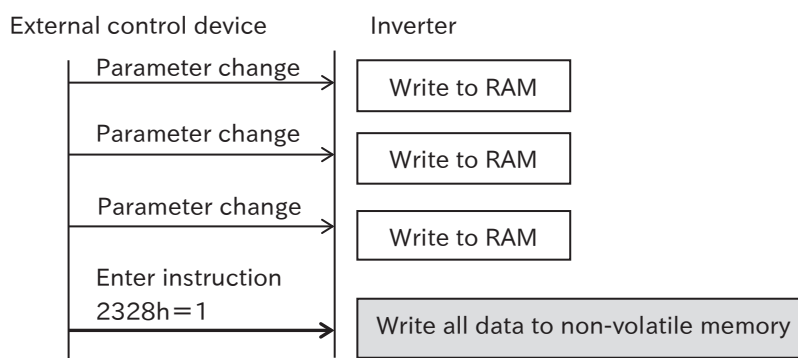 External control device Inverter
Parameter change
Write to RAM
Parameter change
Write to RAM
Parameter change
Write to RAM
Enter instruction
2328h＝1
Write all data to non-volatile memory